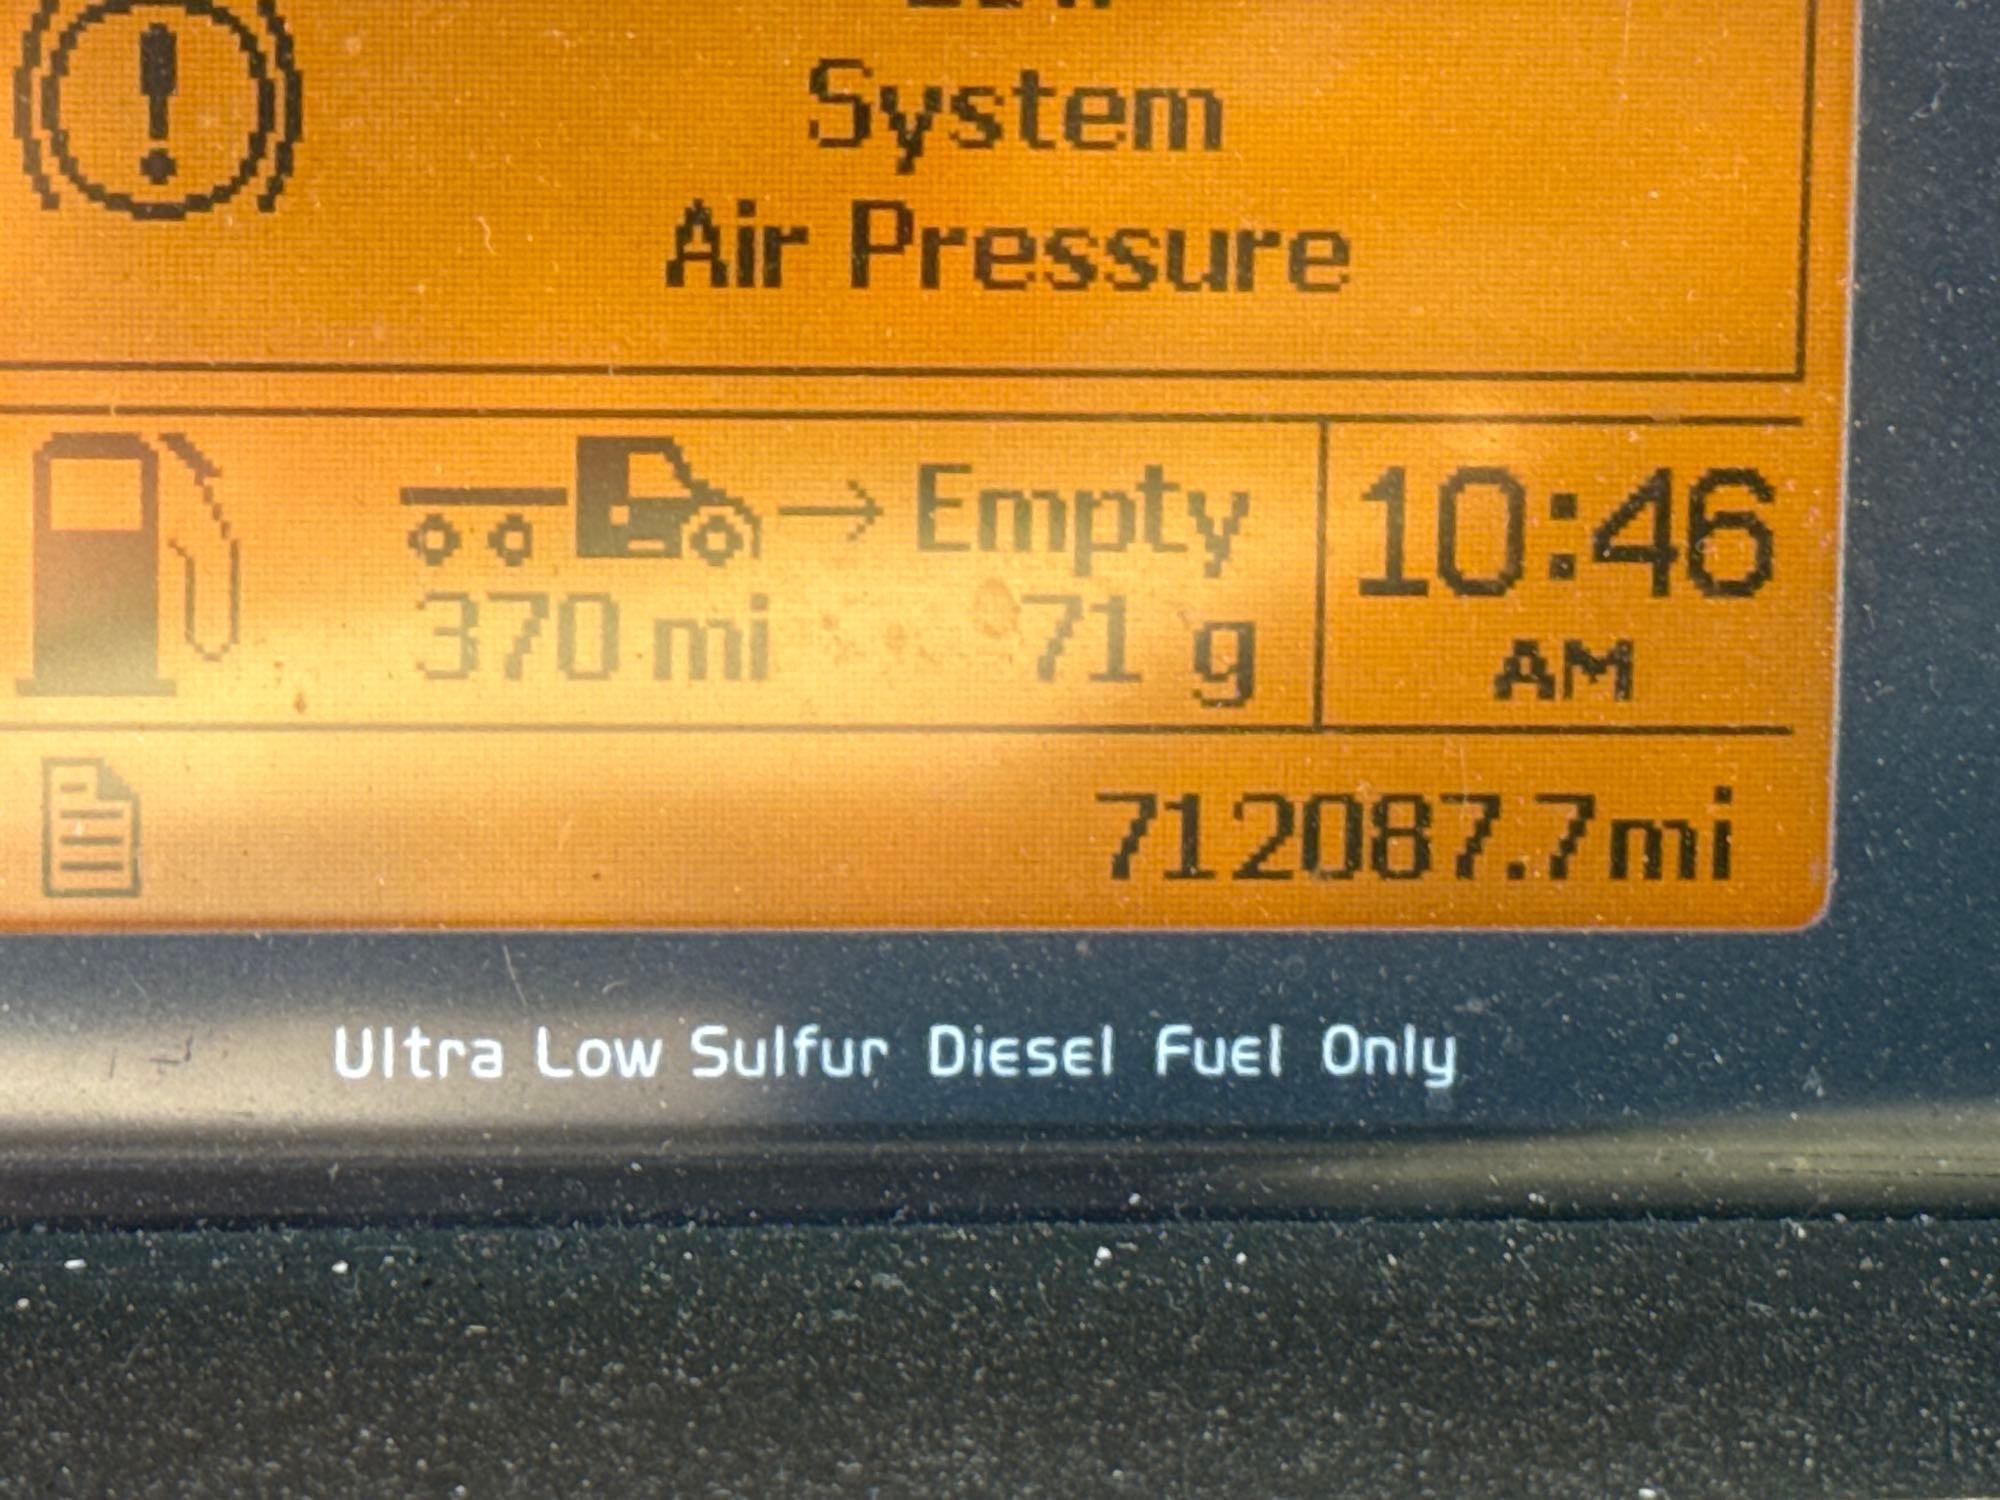 System
Air Pressure
Empty
370 mi 71 g
10:46
AM
712087.7mi
Ultra Low Sulfur Diesel Fuel Only